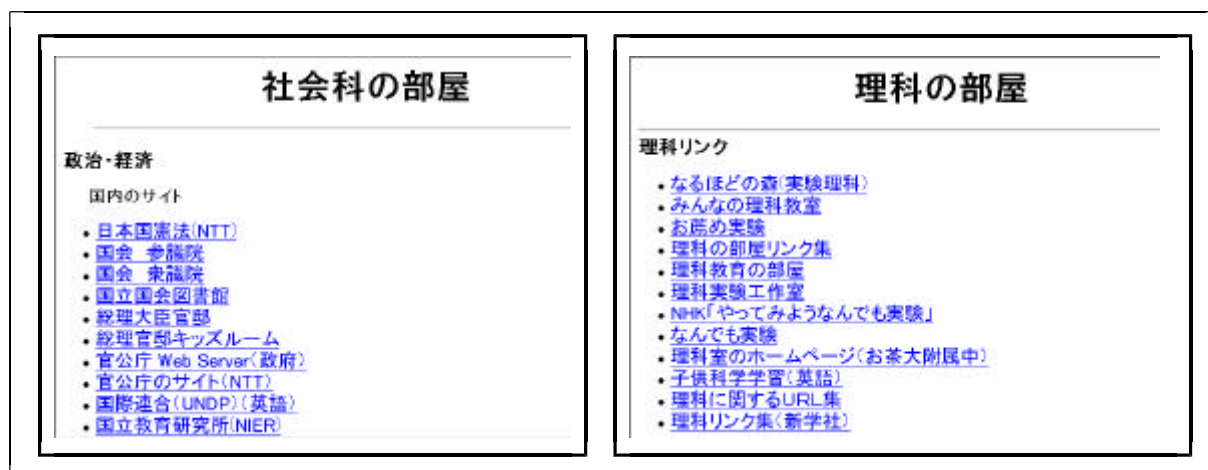 社会科の部屋
政治・経済
国内のサイト
・日本国憲法(NTT)
・国会 参議院
・国会 衆議院
・国立国会図書館
・総理大臣官邸
・総理官邸キッズルーム
・官公庁 Web Server(政府)
・官公庁のサイト(NTT)
・国際連合(UNDP)(英語)
・国立教育研究所(NIER)
理科の部屋
理科リンク
・なるほどの森(実験理科)
・みんなの理科教室
・お薦め実験
・理科の部屋リンク集
・理科教育の部屋
・理科実験工作室
・NHK「やってみようなんでも実験」
・なんでも実験
・理科室のホームページ(お茶大附属中)
・子供科学学習(英語)
・理科に関するURL集
・理科リンク集(新学社)